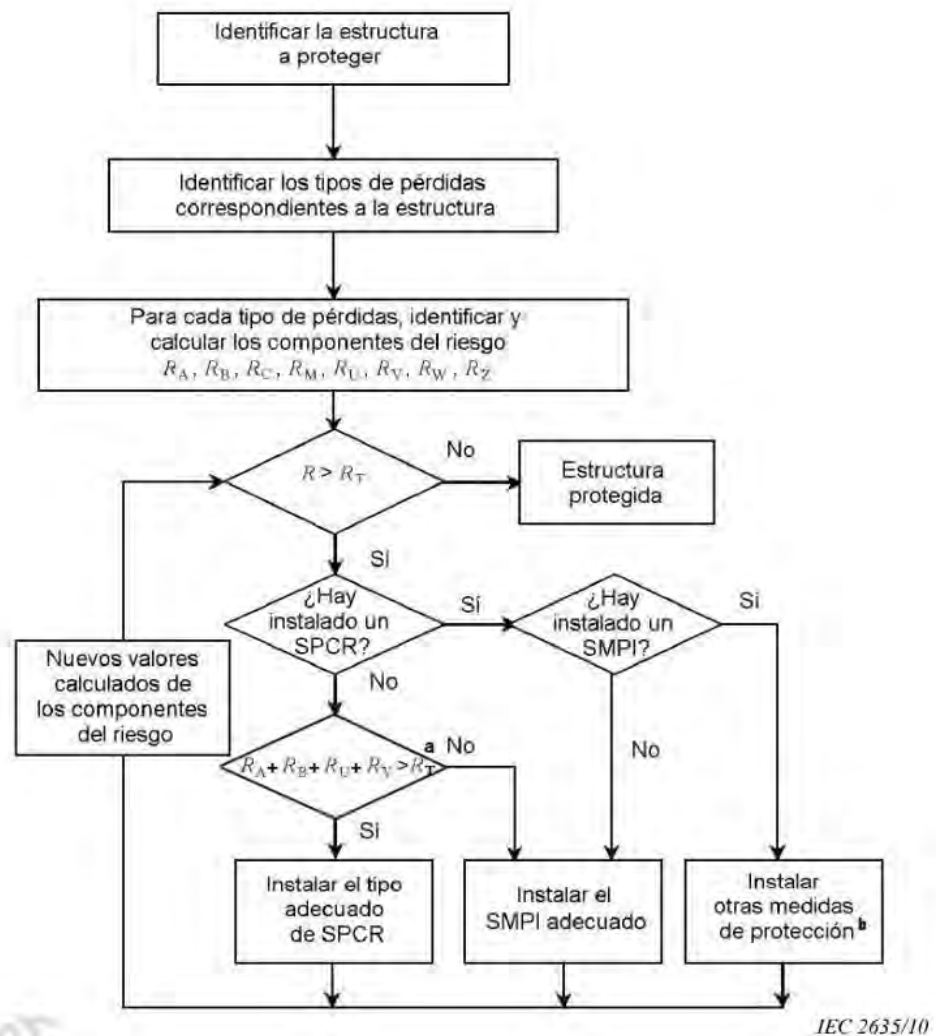 Identificar la estructura
a proteger
Identificar los tipos de pérdidas
correspondientes a la estructura
Para cada tipo de pérdidas, identificar y
calcular los componentes del riesgo
R_A, R_B, R_C, R_M, R_U, R_V, R_W, R_Z
R > R_T
No
Estructura
protegida
Sí
¿Hay
instalado un
SPCR?
Sí
¿Hay
instalado un
SMPI?
Sí
Nuevos valores
calculados de
los componentes
del riesgo
No
No
R_A + R_B + R_U + R_V > R_T a
No
Sí
Instalar el tipo
adecuado
de SPCR
Instalar el
SMPI adecuado
Instalar
otras medidas
de protección b
IEC 2635/10